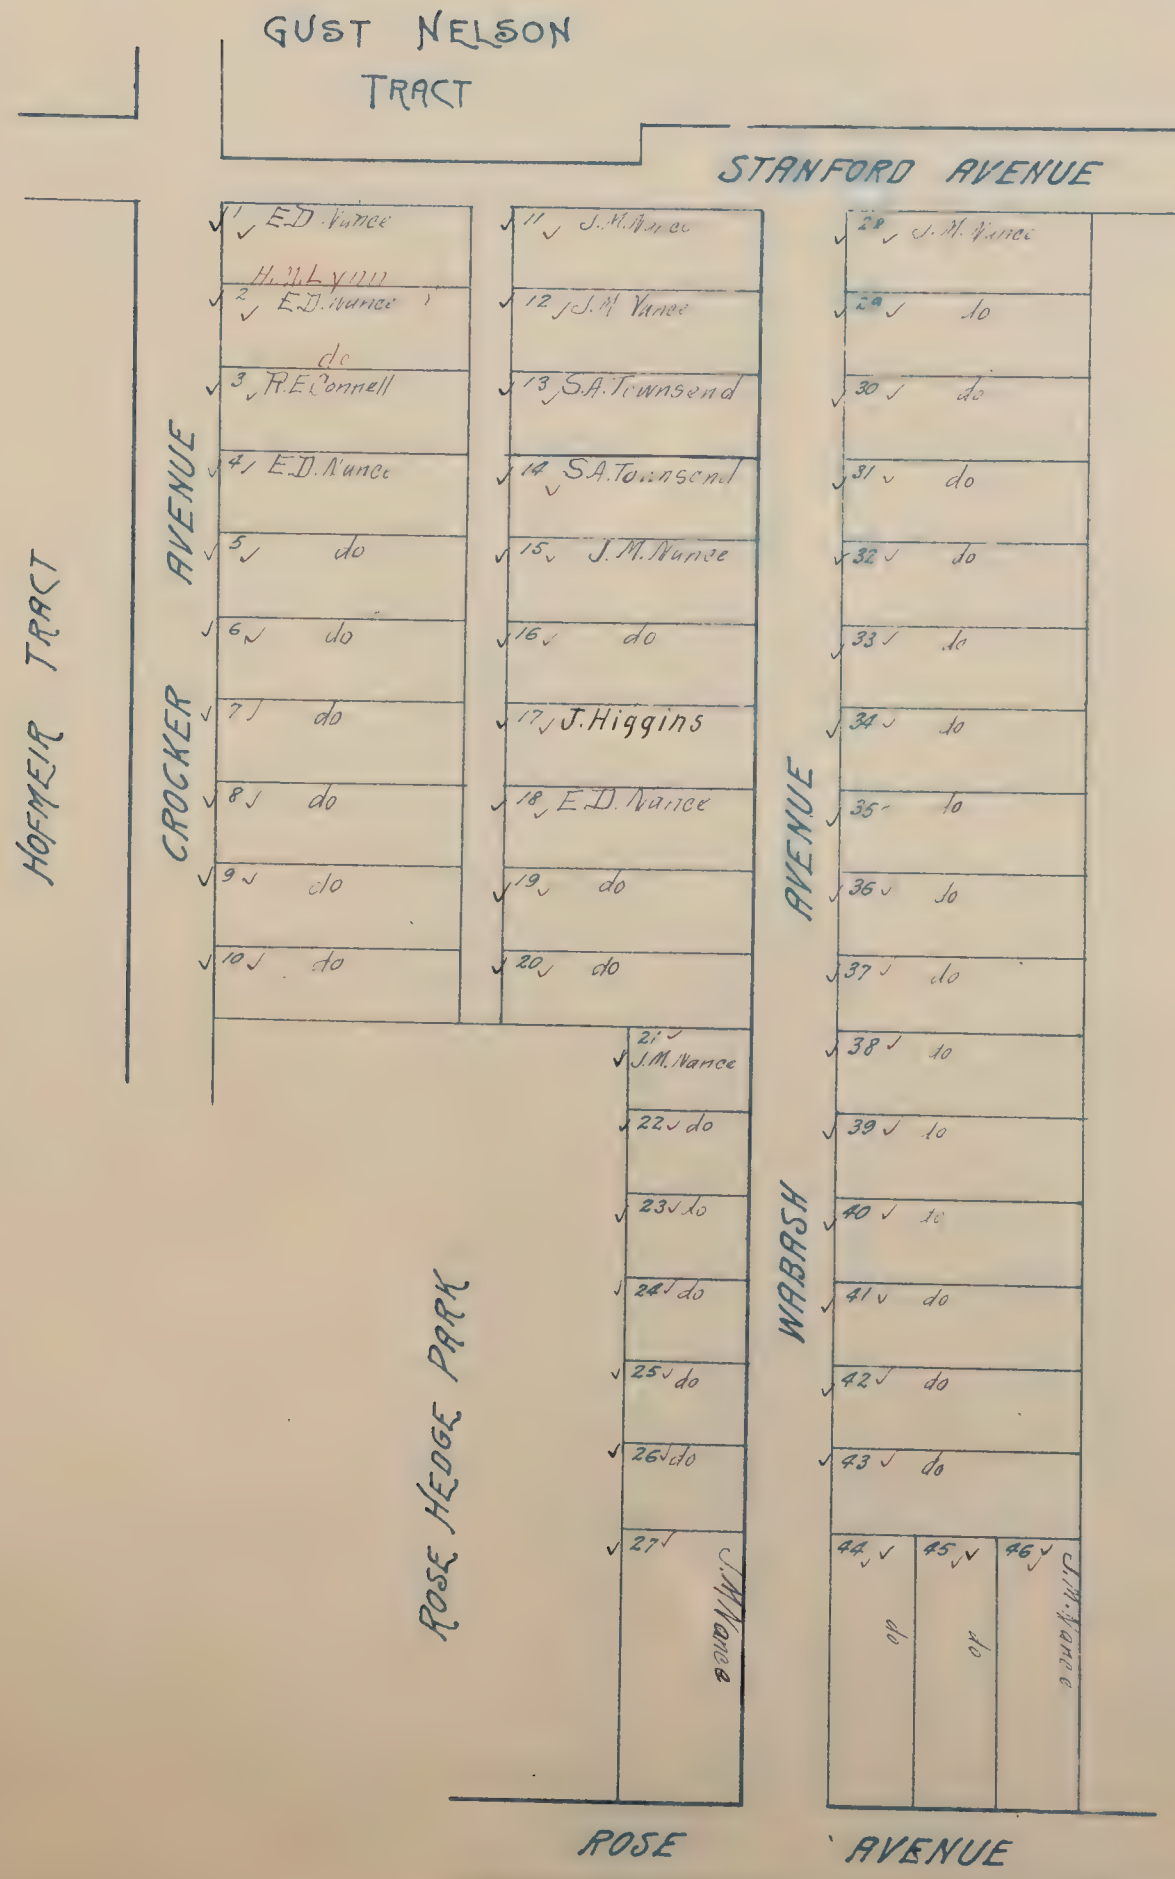 GUST NELSON
TRACT
STANFORD AVENUE
HOFMEIR TRACT
CROCKER AVENUE
1 E.D. Nance
H. M. Lynn
2 E.D. Nance
do
3 R.E. Connell
4 E.D. Nance
5 do
6 do
7 do
8 do
9 do
10 do
11 J.M. Nance
12 J.M. Nance
13 S.A. Townsend
14 S.A. Townsend
15 J.M. Nance
16 do
17 J. Higgins
18 E.D. Nance
19 do
20 do
21
J.M. Nance
22 do
23 do
24 do
25 do
26 do
27
J.M. Nance
ROSE HEDGE PARK
WABASH AVENUE
28 J.M. Nance
29 do
30 do
31 do
32 do
33 do
34 do
35 do
36 do
37 do
38 do
39 do
40 do
41 do
42 do
43 do
44 do
45 do
46 J.M. Nance
ROSE AVENUE